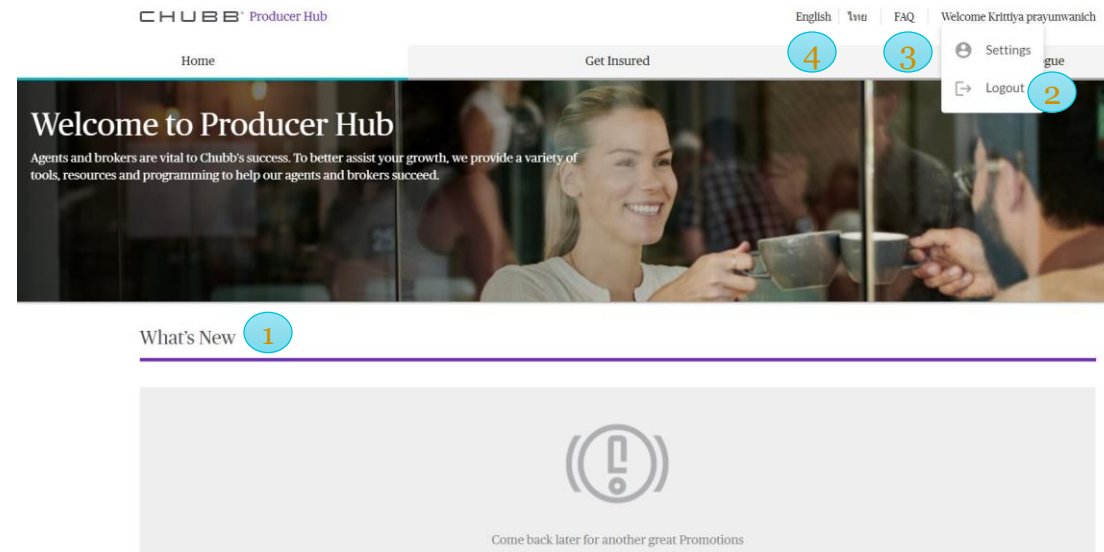 CHUBB® Producer Hub
English ไทย FAQ Welcome Krittiya prayunwanich
4 3 Settings
Home Get Insured gue
Logout 2
Welcome to Producer Hub
Agents and brokers are vital to Chubb's success. To better assist your growth, we provide a variety of
tools, resources and programming to help our agents and brokers succeed.
25
What's New 1
Come back later for another great Promotions